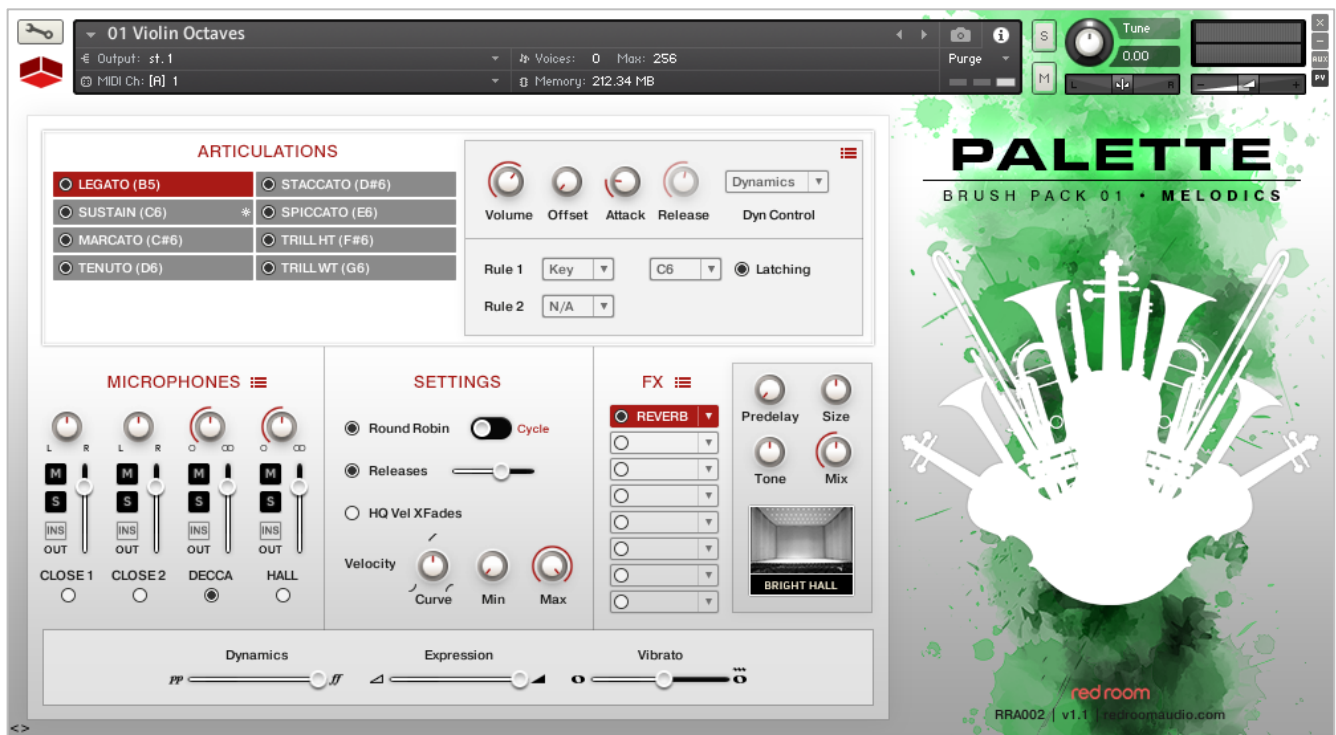 01 Violin Octaves
Output: st.1
Voices: 0 Max: 256
Purge
MIDI Ch: [A] 1
Memory: 212.34 MB
S
M
Tune
0.00
L R
- +
×
-
AUX
PV
ARTICULATIONS
LEGATO (B5)
STACCATO (D#6)
SUSTAIN (C6) *
SPICCATO (E6)
MARCATO (C#6)
TRILL HT (F#6)
TENUTO (D6)
TRILL WT (G6)
Volume Offset Attack Release
Dynamics
Dyn Control
Rule 1 Key C6 Latching
Rule 2 N/A
PALETTE
BRUSH PACK 01 • MELODICS
MICROPHONES
L R L R
M M M M
S S S S
INS INS INS INS
OUT OUT OUT OUT
CLOSE 1 CLOSE 2 DECCA HALL
SETTINGS
Round Robin Cycle
Releases
HQ Vel XFades
Velocity
Curve Min Max
FX
REVERB
Predelay Size
Tone Mix
BRIGHT HALL
Dynamics Expression Vibrato
pp ff
red room
RRA002 | v1.1 | redroomaudio.com
<>